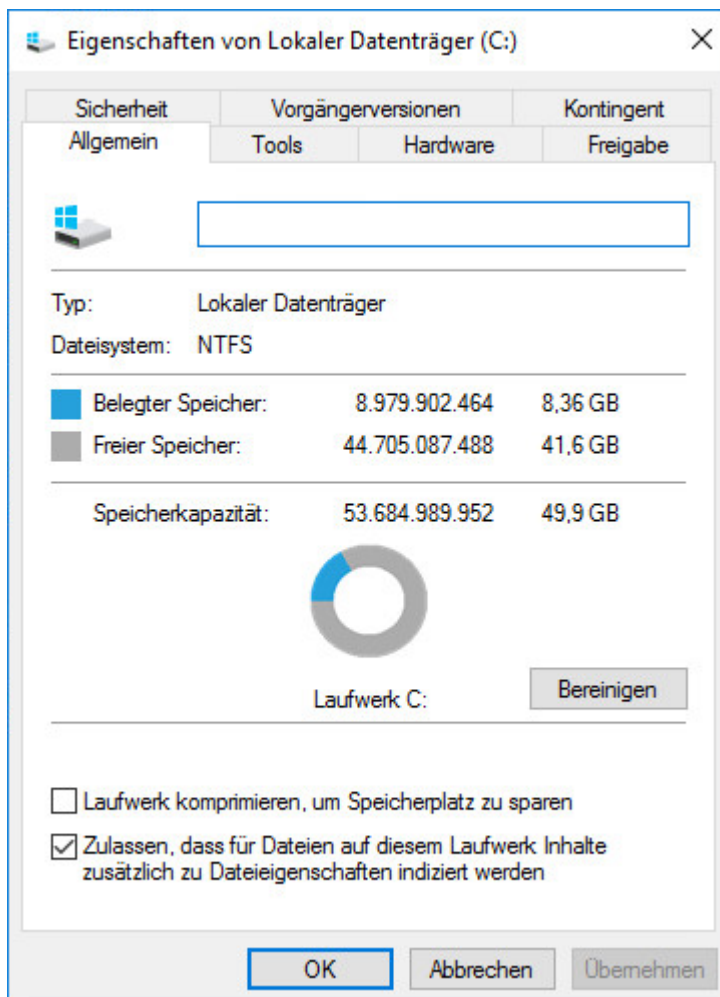 Eigenschaften von Lokaler Datenträger (C:)
Sicherheit Vorgängerversionen Kontingent
Allgemein Tools Hardware Freigabe
Typ: Lokaler Datenträger
Dateisystem: NTFS
Belegter Speicher: 8.979.902.464 8,36 GB
Freier Speicher: 44.705.087.488 41,6 GB
Speicherkapazität: 53.684.989.952 49,9 GB
Laufwerk C:
Bereinigen
Laufwerk komprimieren, um Speicherplatz zu sparen
Zulassen, dass für Dateien auf diesem Laufwerk Inhalte
zusätzlich zu Dateieigenschaften indiziert werden
OK Abbrechen Übernehmen